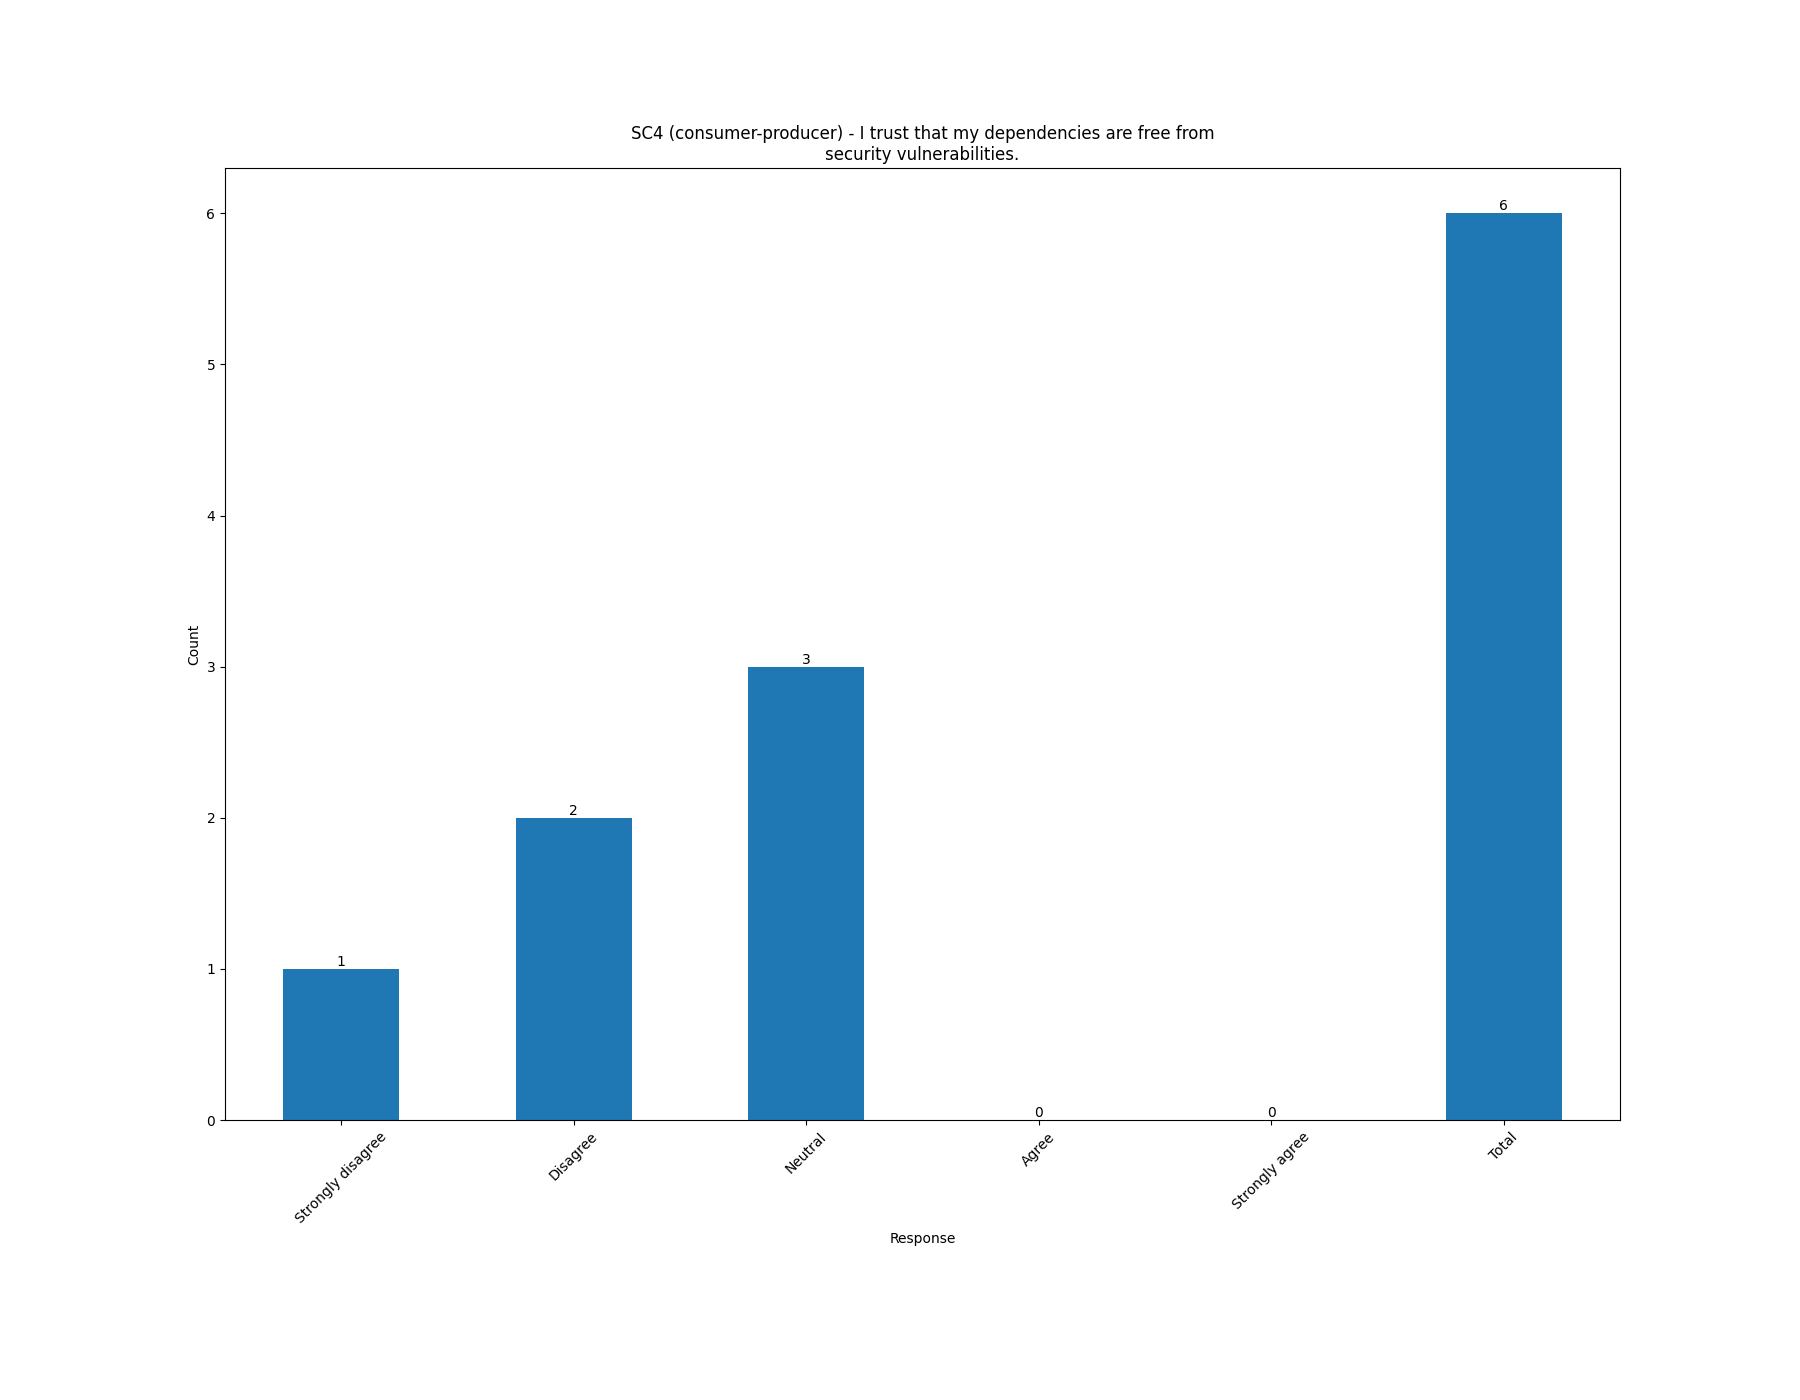 SC4 (consumer-producer) - I trust that my dependencies are free from
security vulnerabilities.
6
5
4
3
2
1
0
Count
1
2
3
0
0
6
Strongly disagree
Disagree
Neutral
Agree
Strongly agree
Total
Response